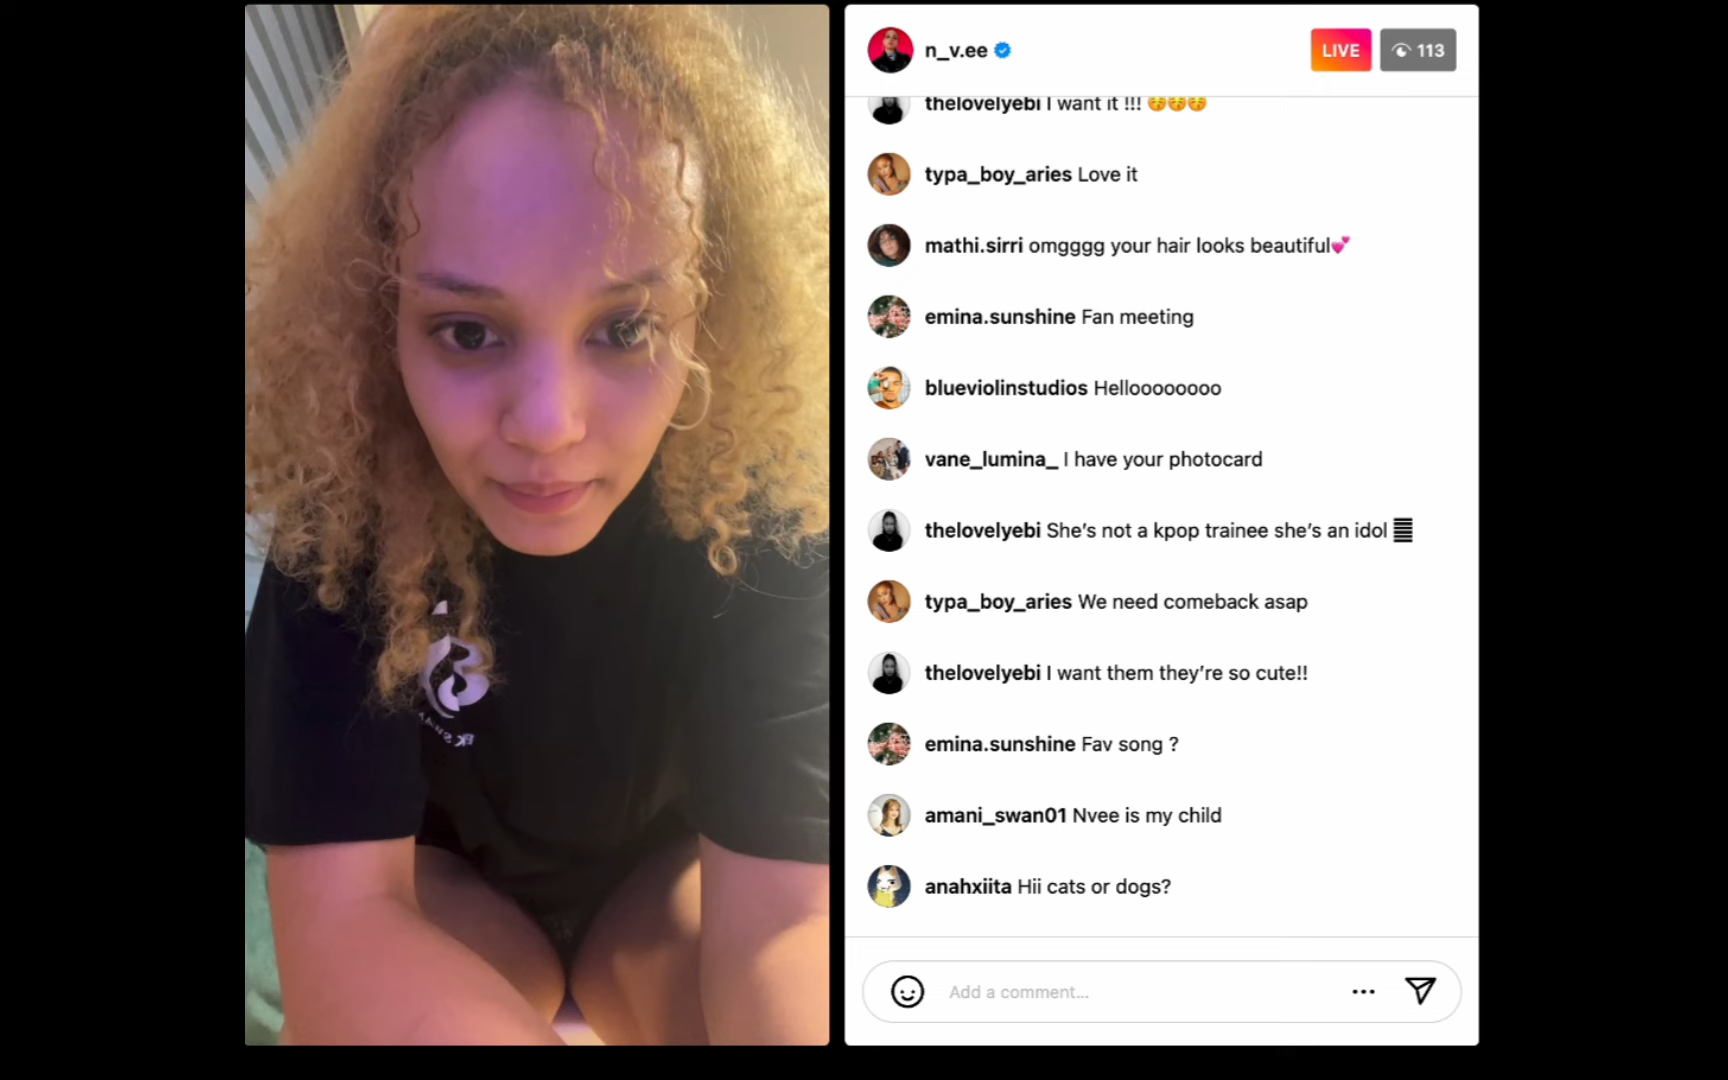 n_v.ee
LIVE
113
thelovelyebi I want it !!! 😚😚😚
typa_boy_aries Love it
mathi.sirri omgggg your hair looks beautiful💕
emina.sunshine Fan meeting
blueviolinstudios Helloooooooo
vane_lumina_ I have your photocard
thelovelyebi She’s not a kpop trainee she’s an idol
typa_boy_aries We need comeback asap
thelovelyebi I want them they’re so cute!!
emina.sunshine Fav song ?
amani_swan01 Nvee is my child
anahxiita Hii cats or dogs?
Add a comment...